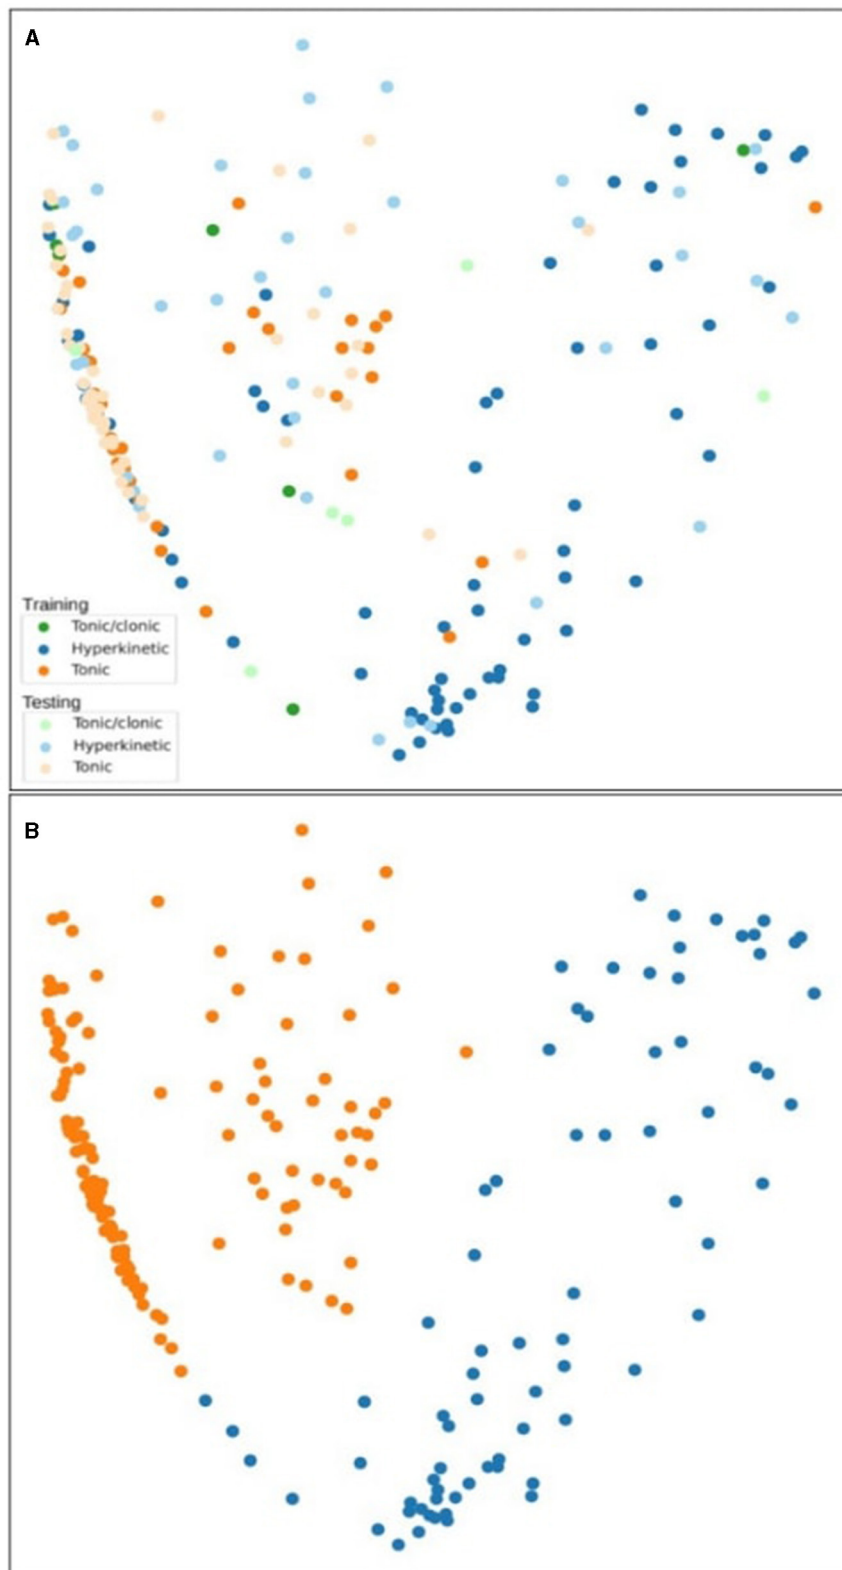 A
Training
Tonic/clonic
Hyperkinetic
Tonic
Testing
Tonic/clonic
Hyperkinetic
Tonic
B